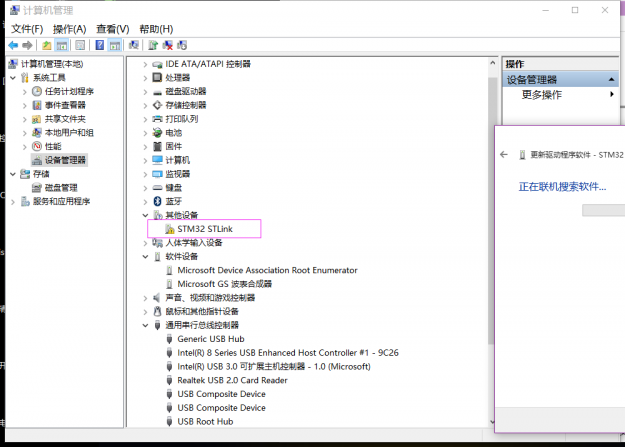 计算机管理
文件(F) 操作(A) 查看(V) 帮助(H)
计算机管理(本地)
系统工具
任务计划程序
事件查看器
共享文件夹
本地用户和组
性能
设备管理器
存储
磁盘管理
服务和应用程序
IDE ATA/ATAPI 控制器
处理器
磁盘驱动器
存储控制器
打印队列
电池
固件
计算机
监视器
键盘
蓝牙
其他设备
STM32 STLink
人体学输入设备
软件设备
Microsoft Device Association Root Enumerator
Microsoft GS 波表合成器
声音、视频和游戏控制器
鼠标和其他指针设备
通用串行总线控制器
Generic USB Hub
Intel(R) 8 Series USB Enhanced Host Controller #1 - 9C26
Intel(R) USB 3.0 可扩展主机控制器 - 1.0 (Microsoft)
Realtek USB 2.0 Card Reader
USB Composite Device
USB Composite Device
USB Root Hub
操作
设备管理器
更多操作
更新驱动程序软件 - STM32
正在联机搜索软件...